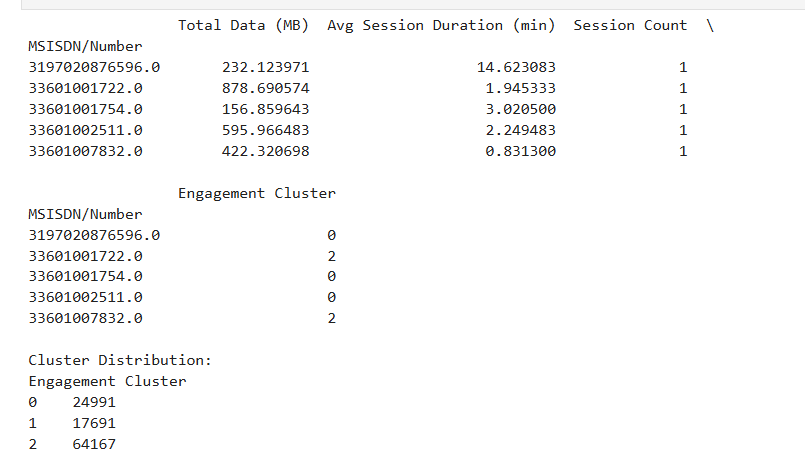 Total Data (MB)  Avg Session Duration (min)  Session Count  \
MSISDN/Number
3197020876596.0       232.123971                   14.623083              1
33601001722.0         878.690574                    1.945333              1
33601001754.0         156.859643                    3.020500              1
33601002511.0         595.966483                    2.249483              1
33601007832.0         422.320698                    0.831300              1
Engagement Cluster
MSISDN/Number
3197020876596.0                    0
33601001722.0                      2
33601001754.0                      0
33601002511.0                      0
33601007832.0                      2
Cluster Distribution:
Engagement Cluster
0    24991
1    17691
2    64167